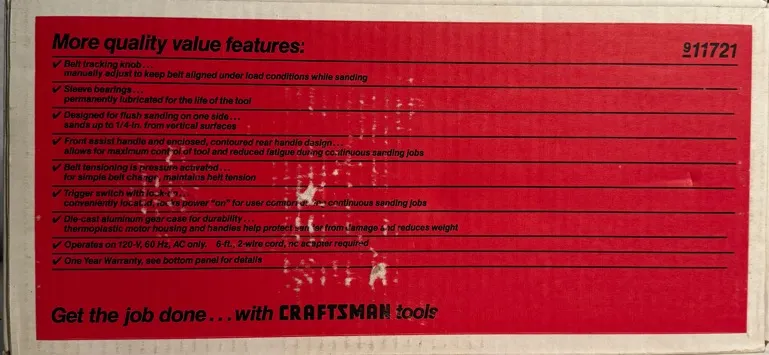 More quality value features:
911721
✔ Belt tracking knob...
manually adjust to keep belt aligned under load conditions while sanding
✔ Sleeve bearings...
permanently lubricated for the life of the tool
✔ Designed for flush sanding on one side...
sands up to 1/4-in. from vertical surfaces
✔ Front assist handle and enclosed, contoured rear handle design...
allows for maximum control of tool and reduced fatigue during continuous sanding jobs
✔ Belt tensioning is pressure activated...
for simple belt change, maintains belt tension
✔ Trigger switch with lock-on...
conveniently located, locks power "on" for user comfort continuous sanding jobs
✔ Die-cast aluminum gear case for durability...
thermoplastic motor housing and handles help protect sander from damage and reduces weight
✔ Operates on 120-V, 60 Hz, AC only. 6-ft., 2-wire cord, no adapter required
✔ One Year Warranty, see bottom panel for details
Get the job done...with CRAFTSMAN tools